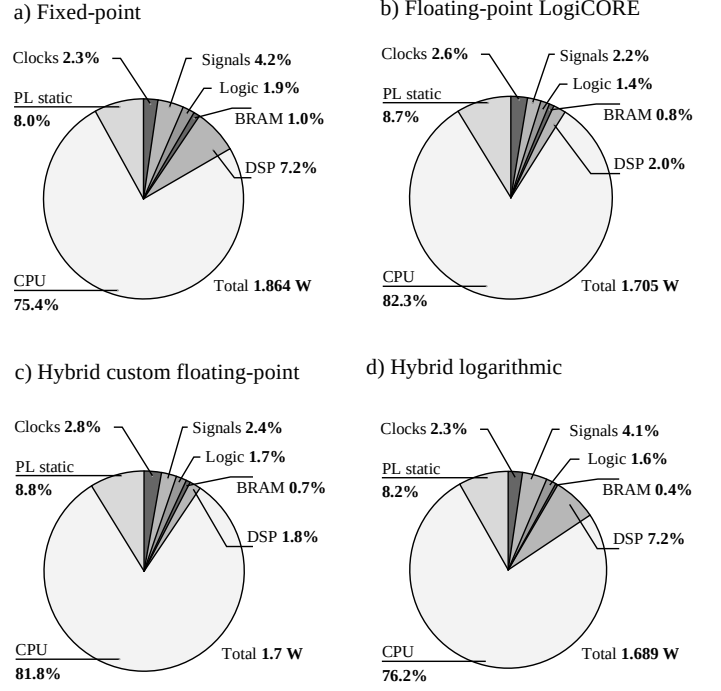 a) Fixed-point
Clocks 2.3%
Signals 4.2%
Logic 1.9%
PL static
8.0%
BRAM 1.0%
DSP 7.2%
CPU
75.4%
Total 1.864 W
b) Floating-point LogiCORE
Clocks 2.6%
Signals 2.2%
Logic 1.4%
PL static
8.7%
BRAM 0.8%
DSP 2.0%
CPU
82.3%
Total 1.705 W
c) Hybrid custom floating-point
Clocks 2.8%
Signals 2.4%
Logic 1.7%
PL static
8.8%
BRAM 0.7%
DSP 1.8%
CPU
81.8%
Total 1.7 W
d) Hybrid logarithmic
Clocks 2.3%
Signals 4.1%
Logic 1.6%
PL static
8.2%
BRAM 0.4%
DSP 7.2%
CPU
76.2%
Total 1.689 W